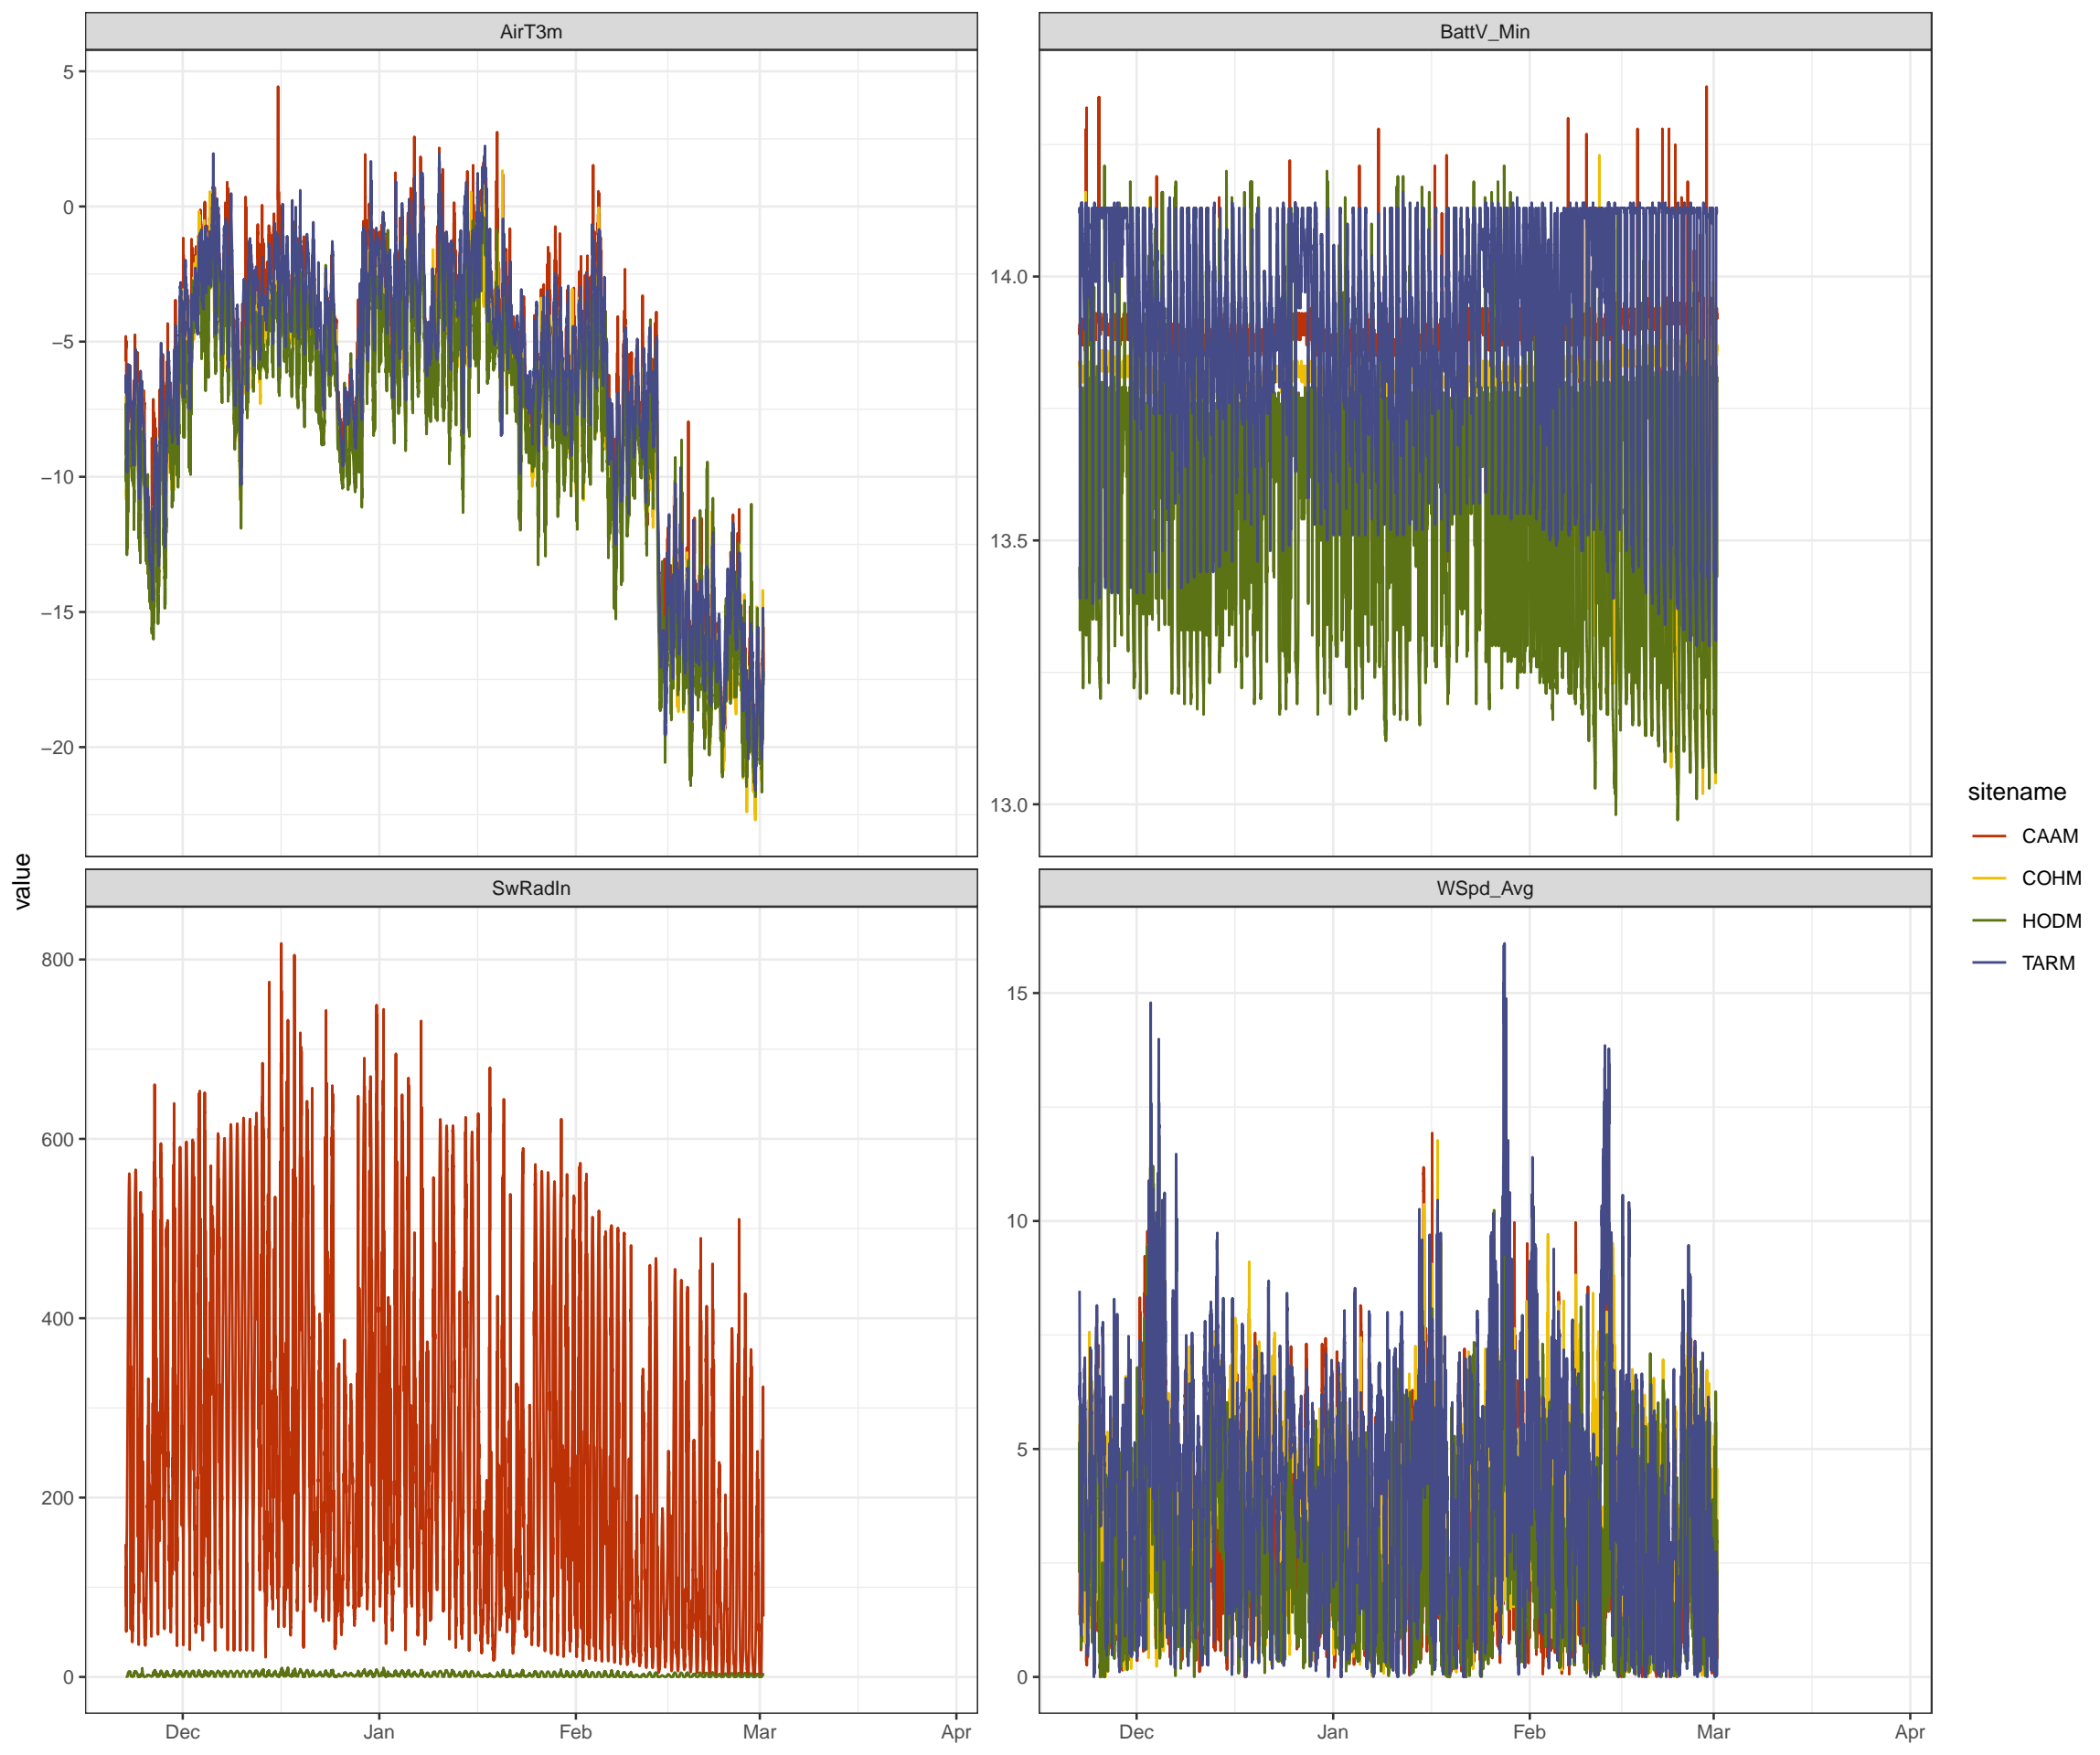 AirT3m
BattV_Min
5
0
−5
−10
−15
−20
14.0
13.5
13.0
value
SwRadIn
WSpd_Avg
800
600
400
200
0
15
10
5
0
Dec Jan Feb Mar Apr
Dec Jan Feb Mar Apr
sitename
CAAM
COHM
HODM
TARM